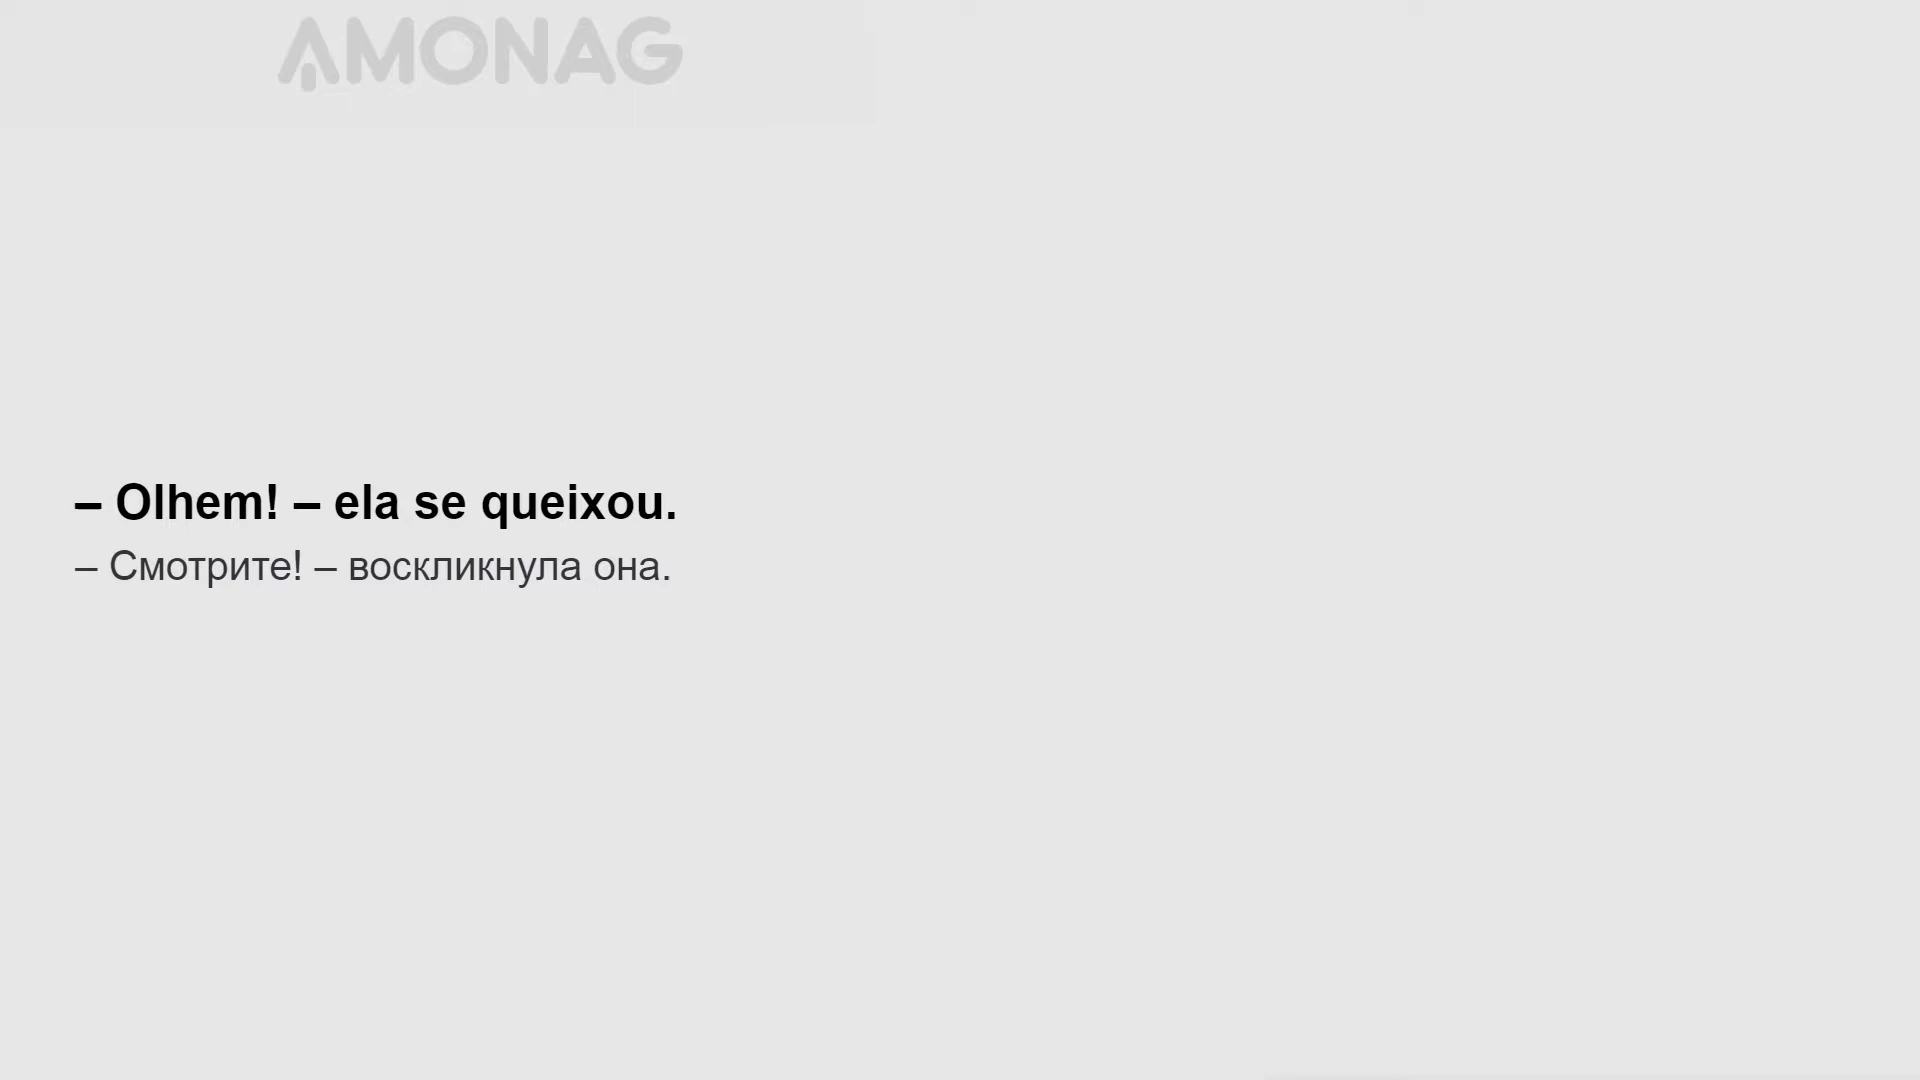 AMONAG
– Olhem! – ela se queixou.
– Смотрите! – воскликнула она.